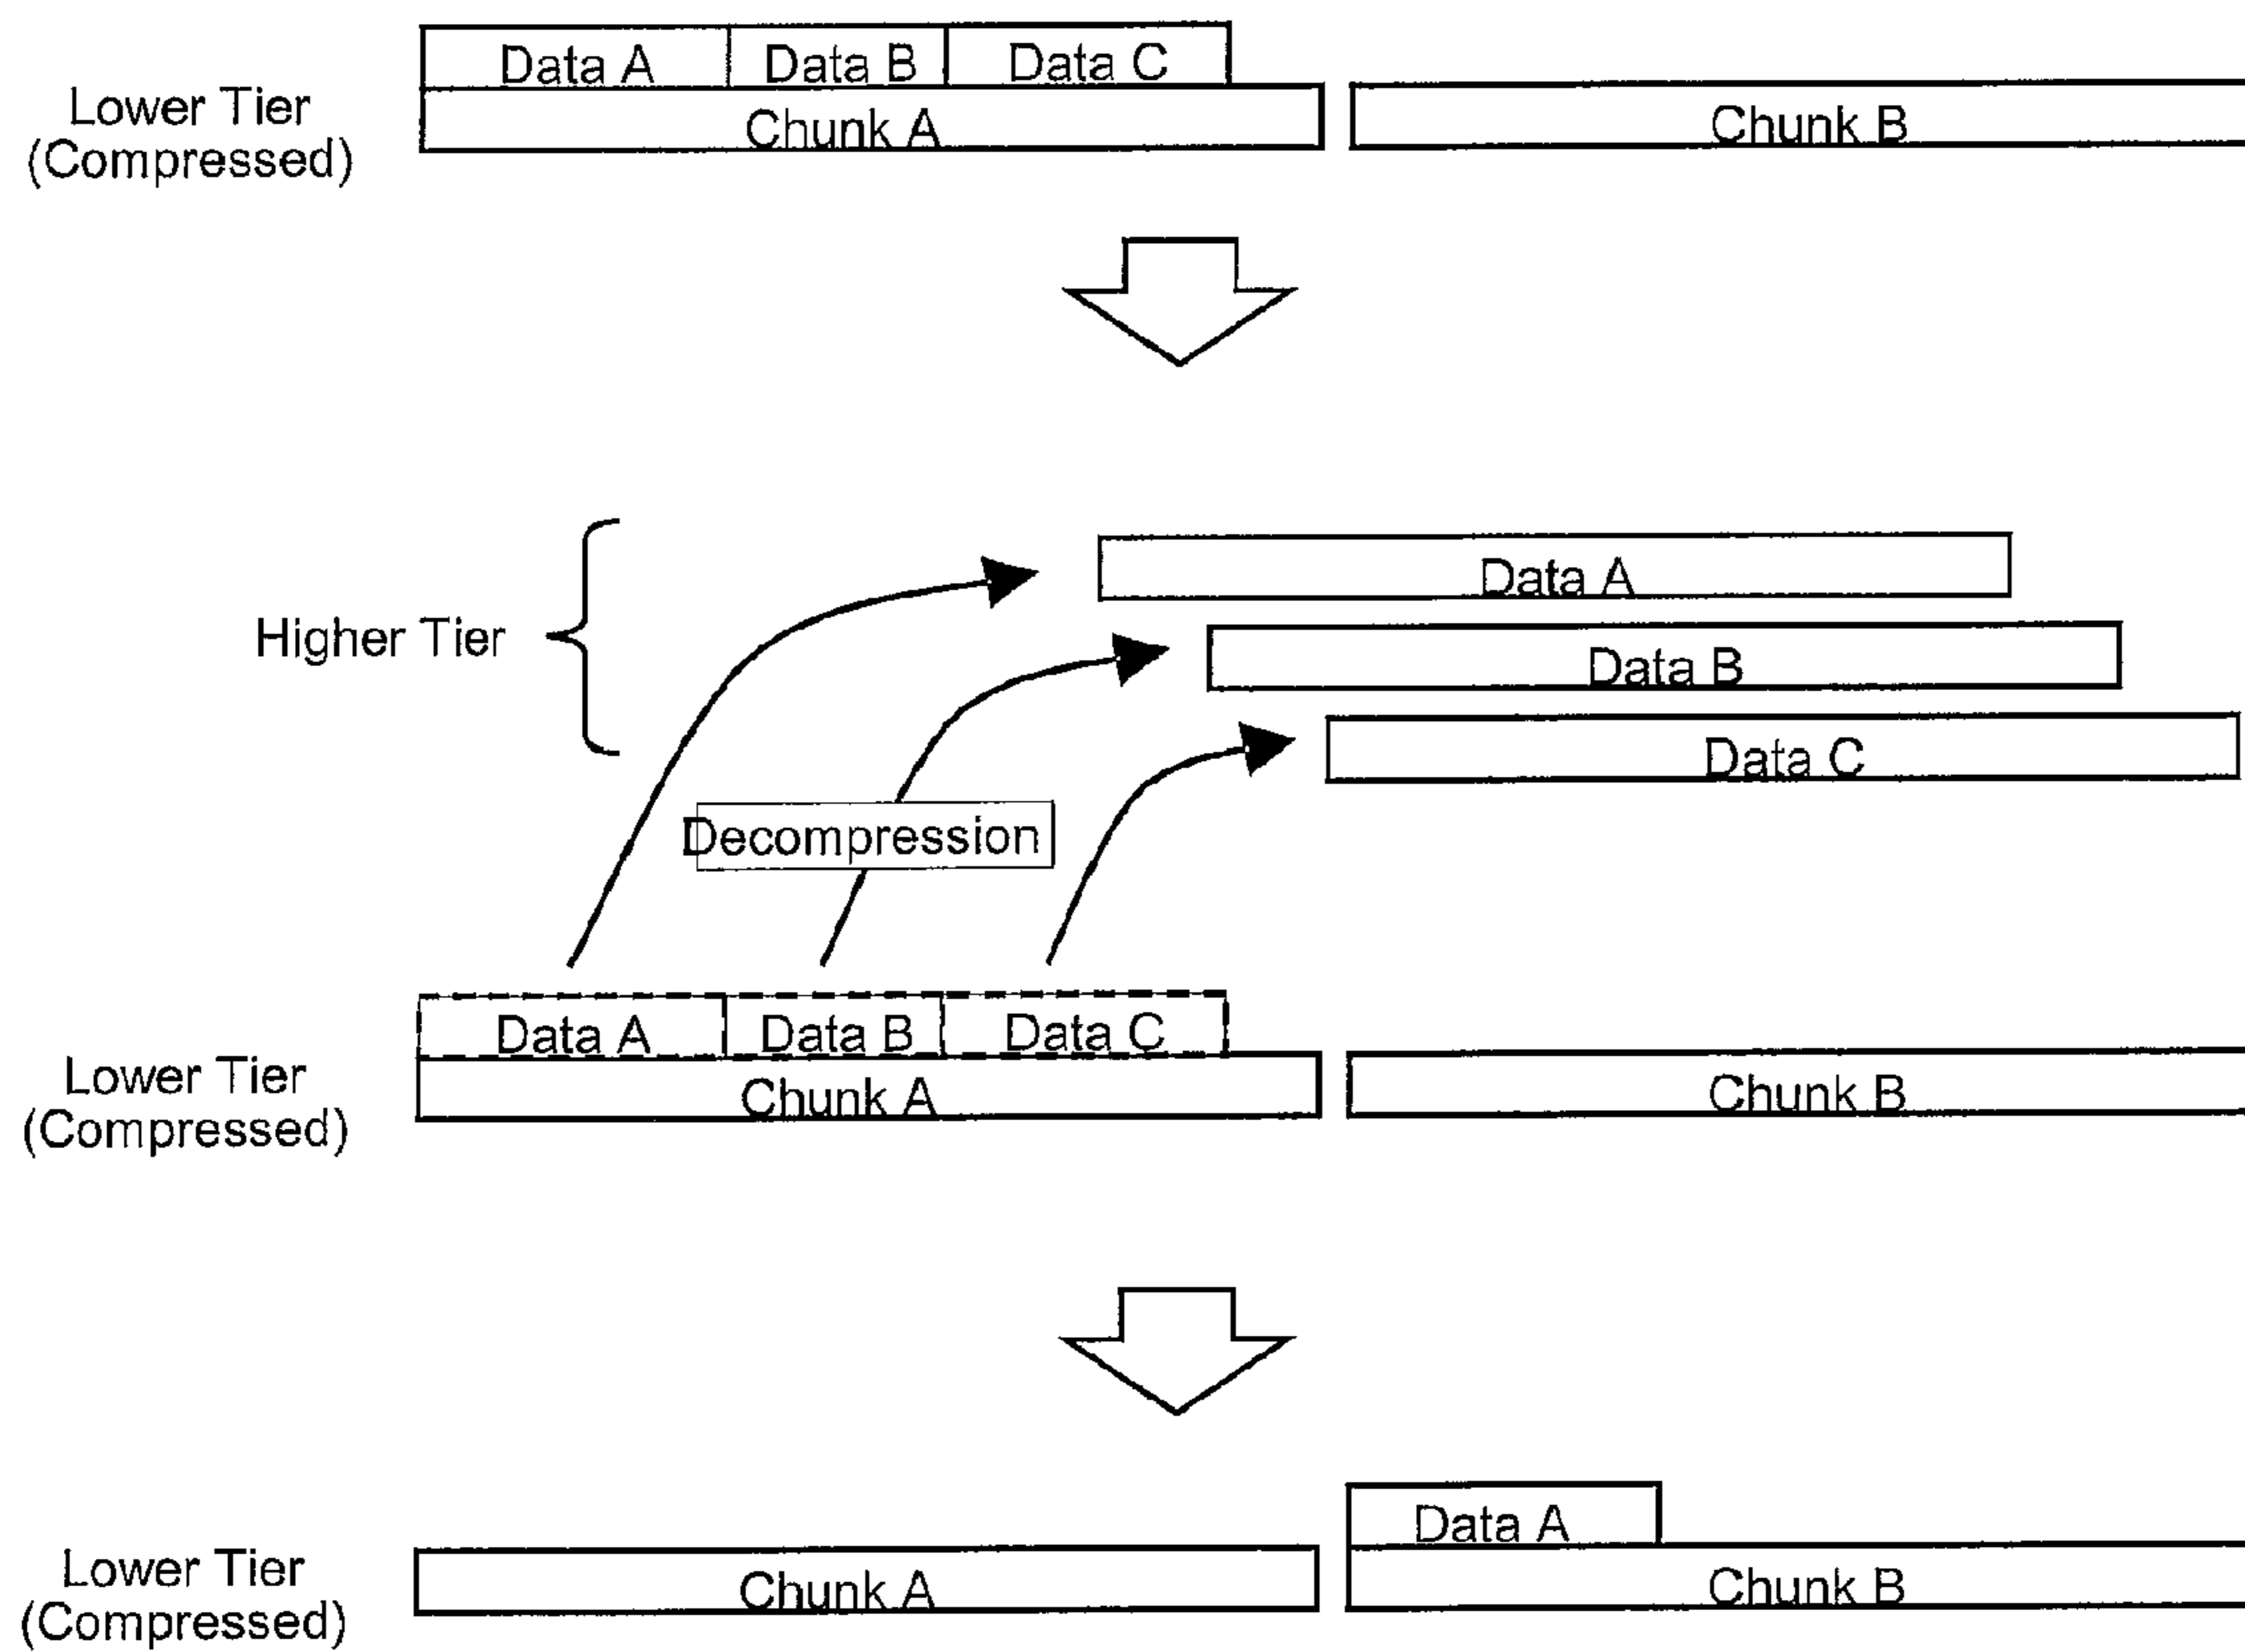 Data A
Data B
Data C
Lower Tier
(Compressed)
Chunk A
Chunk B
Higher Tier
Data A
Data B
Data C
Decompression
Data A
Data B
Data C
Lower Tier
(Compressed)
Chunk A
Chunk B
Data A
Lower Tier
(Compressed)
Chunk A
Chunk B